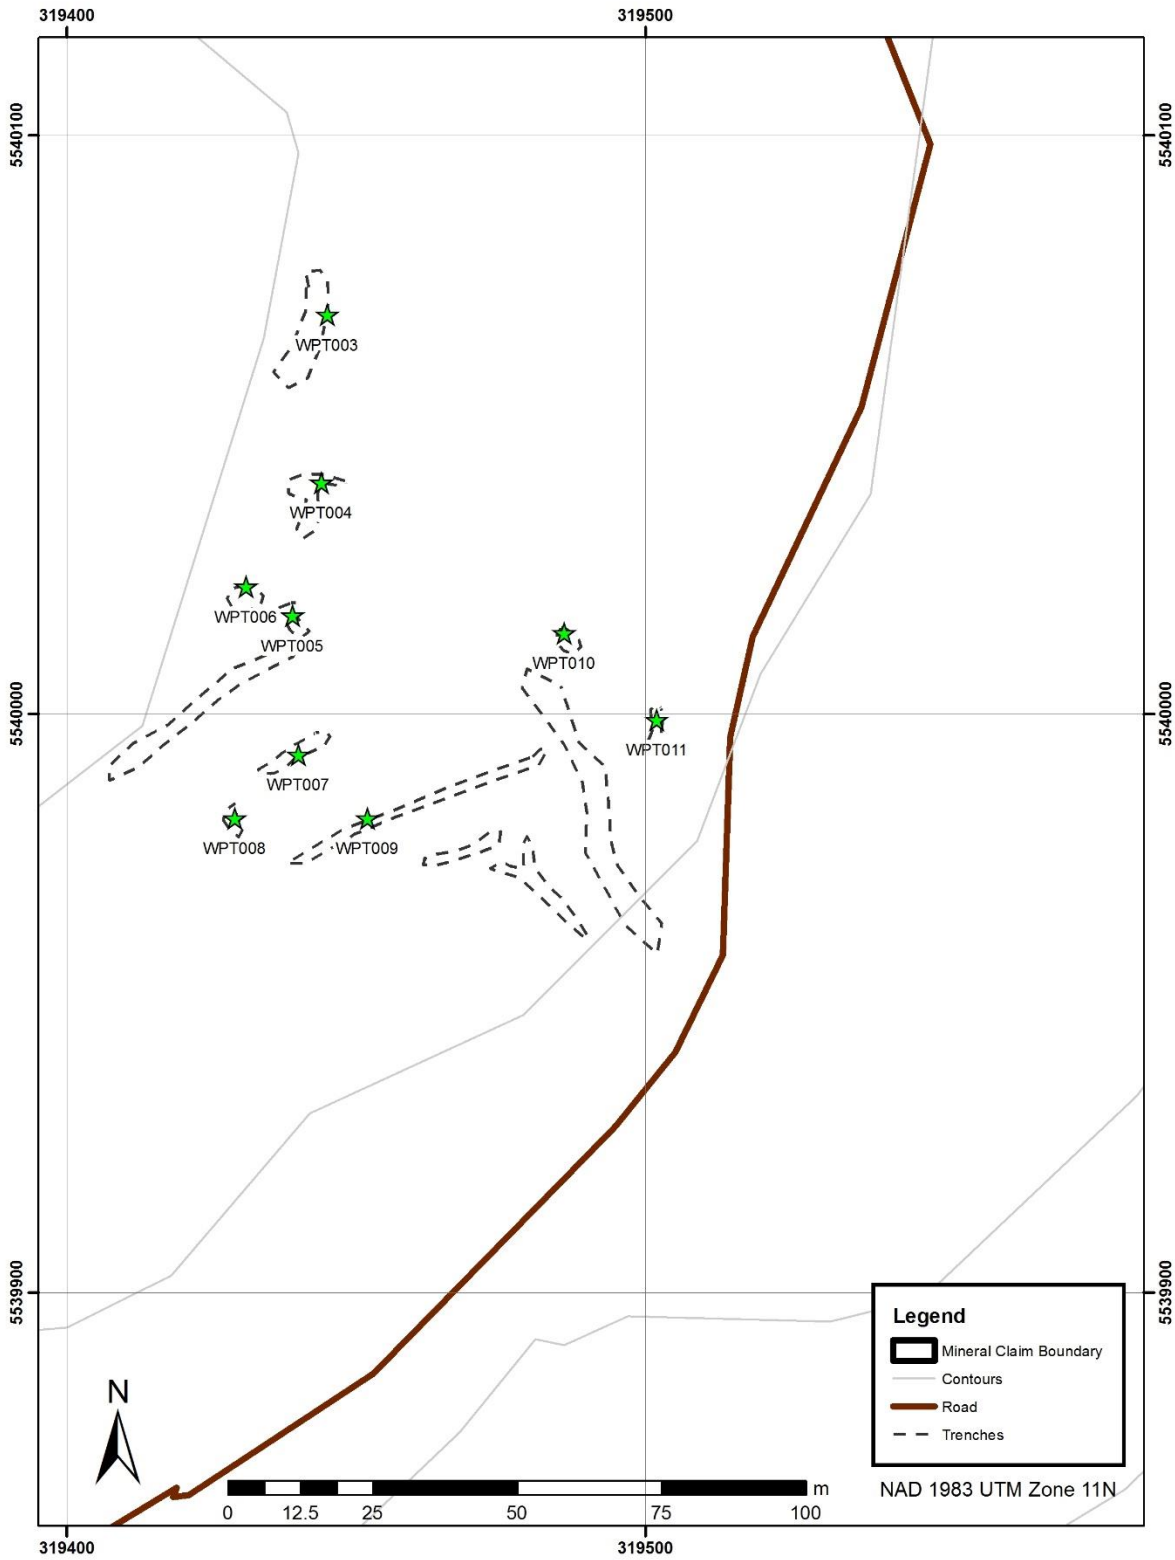 319400
319500
5540100
5540100
WPT003
WPT004
WPT006
WPT005
WPT010
5540000
5540000
WPT011
WPT007
WPT008
WPT009
5539900
5539900
Legend
Mineral Claim Boundary
Contours
Road
Trenches
N
m
0 12.5 25 50 75 100
NAD 1983 UTM Zone 11N
319400
319500